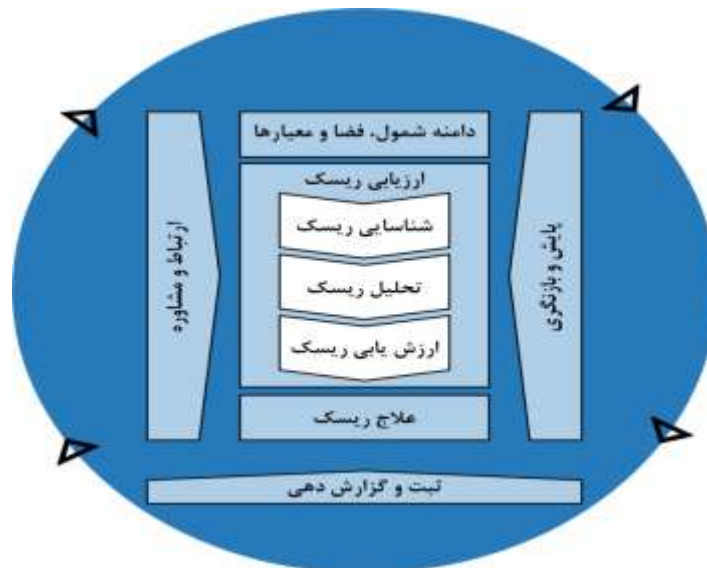 دامنه شمول، فضا و معیارها
ارزیابی ریسک
شناسایی ریسک
تحلیل ریسک
ارزش یابی ریسک
علاج ریسک
پایش و بازنگری
ارتباط و مشاوره
ثبت و گزارش دهی